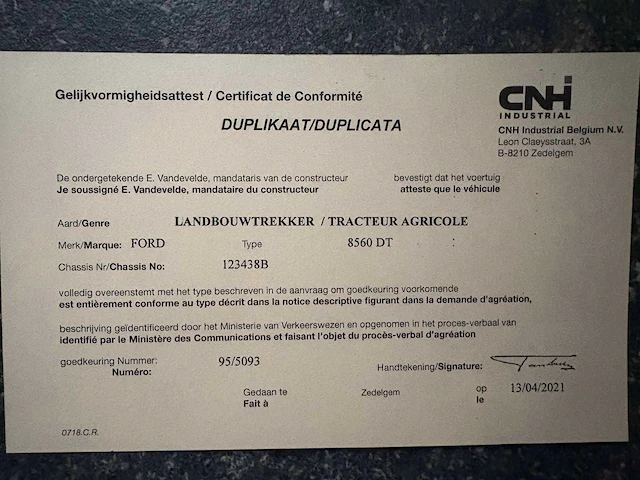 Gelijkvormigheidsattest / Certificat de Conformité
DUPLIKAAT/DUPLICATA
CNH
INDUSTRIAL
CNH Industrial Belgium N.V.
Leon Claeysstraat, 3A
B-8210 Zedelgem
De ondergetekende E. Vandevelde, mandataris van de constructeur bevestigt dat het voertuig
Je soussigné E. Vandevelde, mandataire du constructeur atteste que le véhicule
Aard/Genre LANDBOUWTREKKER / TRACTEUR AGRICOLE
Merk/Marque: FORD Type 8560 DT :
Chassis Nr/Chassis No: 123438B
volledig overeenstemt met het type beschreven in de aanvraag om goedkeuring voorkomende
est entièrement conforme au type décrit dans la notice descriptive figurant dans la demande d'agréation,
beschrijving geïdentificeerd door het Ministerie van Verkeerswezen en opgenomen in het proces-verbaal van
identifié par le Ministère des Communications et faisant l'objet du procès-verbal d'agréation
goedkeuring Nummer: 95/5093 Handtekening/Signature:
Numéro:
Gedaan te Zedelgem op 13/04/2021
Fait à le
0718.C.R.